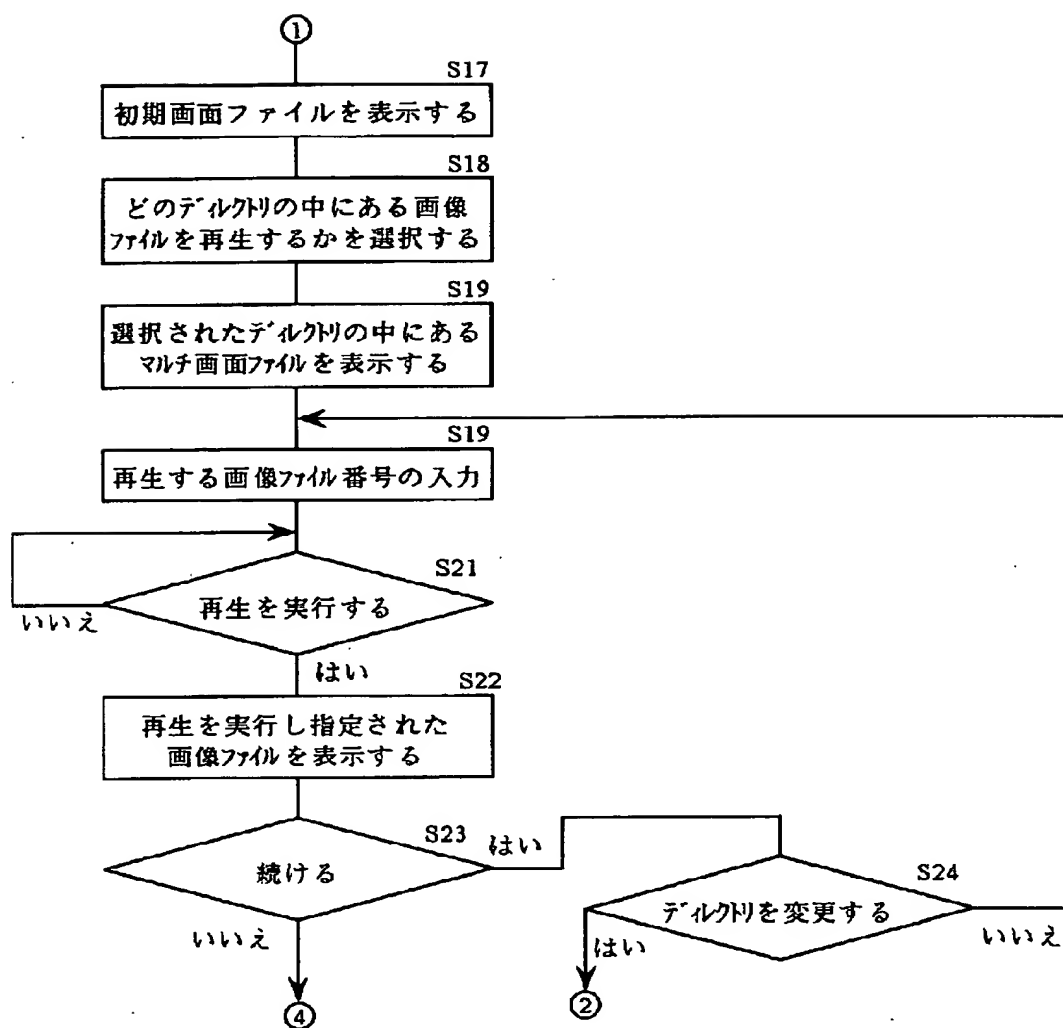 ①
S17
初期画面ファイルを表示する
S18
どのディレクトリの中にある画像
ファイルを再生するかを選択する
S19
選択されたディレクトリの中にある
マルチ画面ファイルを表示する
S19
再生する画像ファイル番号の入力
S21
再生を実行する
いいえ
はい
S22
再生を実行し指定された
画像ファイルを表示する
S23
続ける
はい
いいえ
S24
ディレクトリを変更する
はい
いいえ
④
②